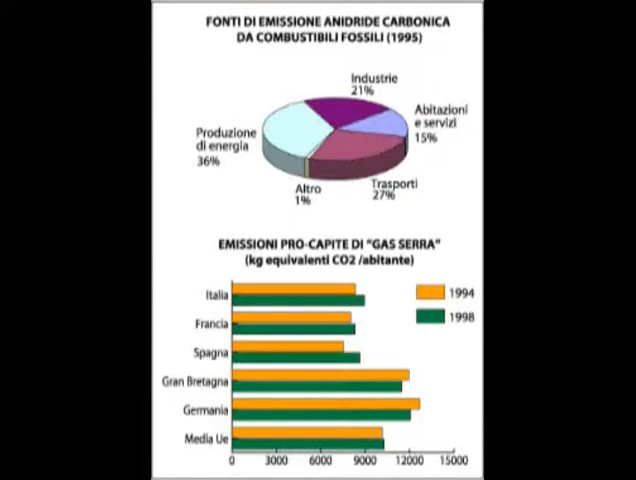 FONTI DI EMISSIONE ANIDRIDE CARBONICA
DA COMBUSTIBILI FOSSILI (1995)
Industrie
21%
Abitazioni
e servizi
15%
Produzione
di energia
36%
Altro
1%
Trasporti
27%
EMISSIONI PRO-CAPITE DI "GAS SERRA"
(kg equivalenti CO2 /abitante)
Italia
1994
Francia
1998
Spagna
Gran Bretagna
Germania
Media Ue
0 3000 6000 9000 12000 15000